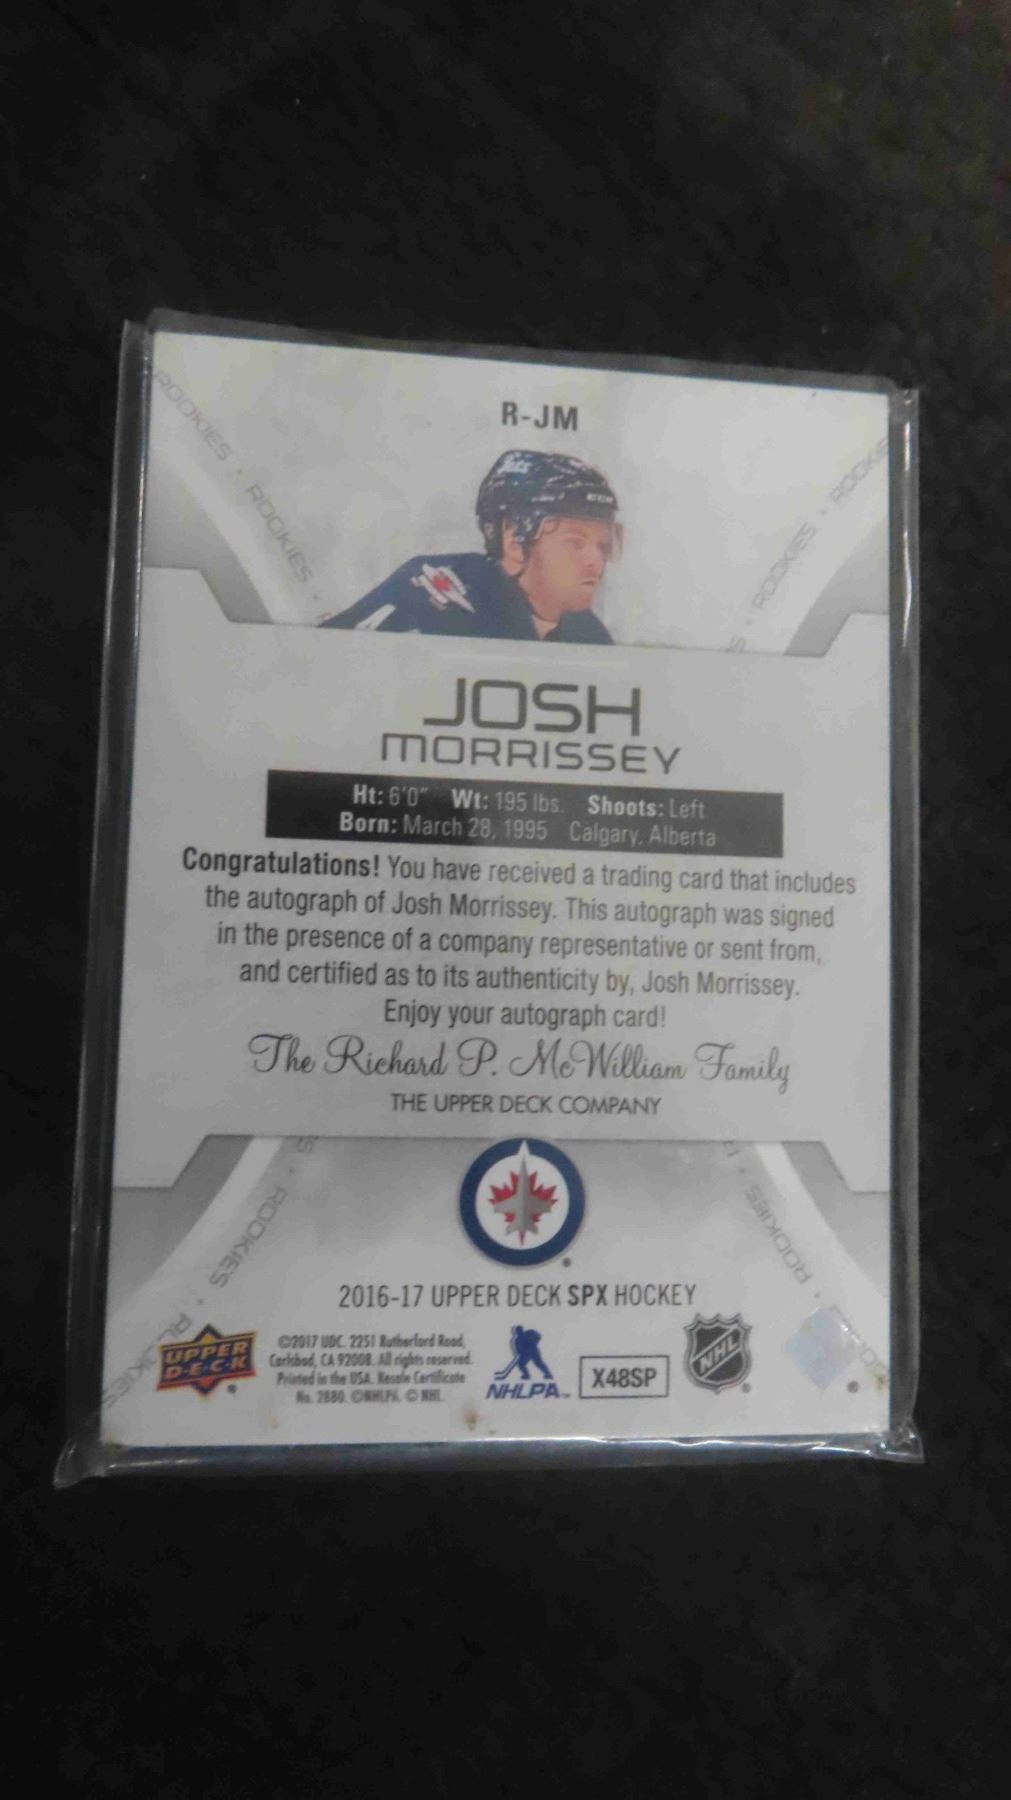 R-JM
Jets
CCM
JOSH
MORRISSEY
Ht: 6'0" Wt: 195 lbs. Shoots: Left
Born: March 28, 1995 Calgary, Alberta
Congratulations! You have received a trading card that includes
the autograph of Josh Morrissey. This autograph was signed
in the presence of a company representative or sent from,
and certified as to its authenticity by, Josh Morrissey.
Enjoy your autograph card!
The Richard P. McWilliam Family
THE UPPER DECK COMPANY
ROOKIES • ROOKIES
ROOKIES • ROOKIES
ROOKIES
ROOKIES
2016-17 UPPER DECK SPX HOCKEY
UPPER
D·E·C·K
©2017 UDC. 2251 Rutherford Road,
Carlsbad, CA 92008. All rights reserved.
Printed in the USA. Resale Certificate
No. 2880. ©NHLPA. © NHL.
NHLPA™
X48SP
NHL